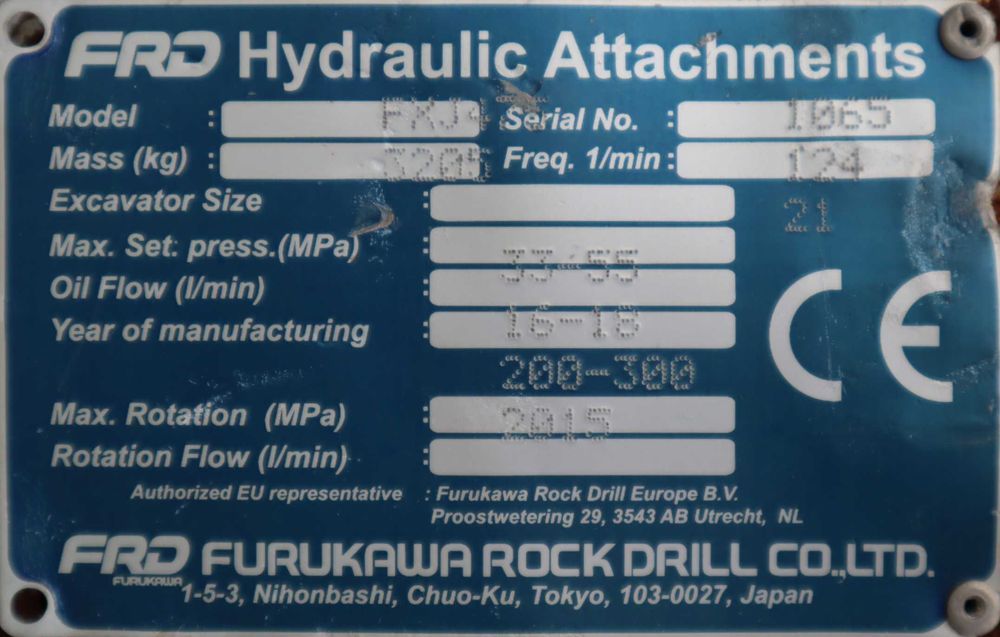 FRD Hydraulic Attachments
Model : FXJ4 Serial No. : 1065
Mass (kg) : 3205 Freq. 1/min : 124
Excavator Size : 21
Max. Set. press.(MPa) : 33-55
Oil Flow (l/min) : 16-18
Year of manufacturing :
200-300
Max. Rotation (MPa) : 2015
Rotation Flow (l/min) :
CE
Authorized EU representative : Furukawa Rock Drill Europe B.V.
Proostwetering 29, 3543 AB Utrecht, NL
FRD FURUKAWA ROCK DRILL CO.,LTD.
FURUKAWA
1-5-3, Nihonbashi, Chuo-Ku, Tokyo, 103-0027, Japan